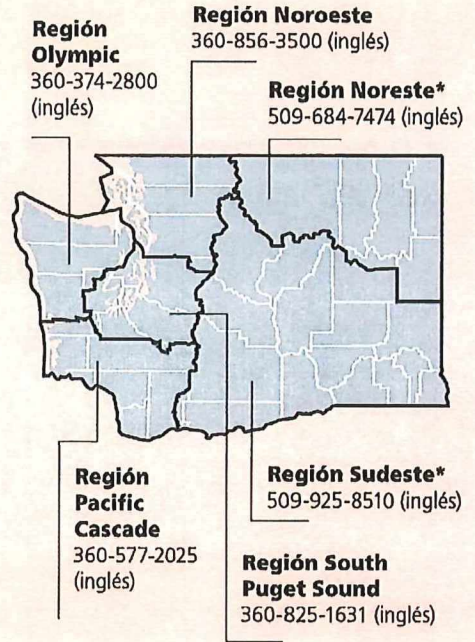 Región
Olympic
360-374-2800
(inglés)
Región Noroeste
360-856-3500 (inglés)
Región Noreste*
509-684-7474 (inglés)
Región
Pacific
Cascade
360-577-2025
(inglés)
Región Sudeste*
509-925-8510 (inglés)
Región South
Puget Sound
360-825-1631 (inglés)